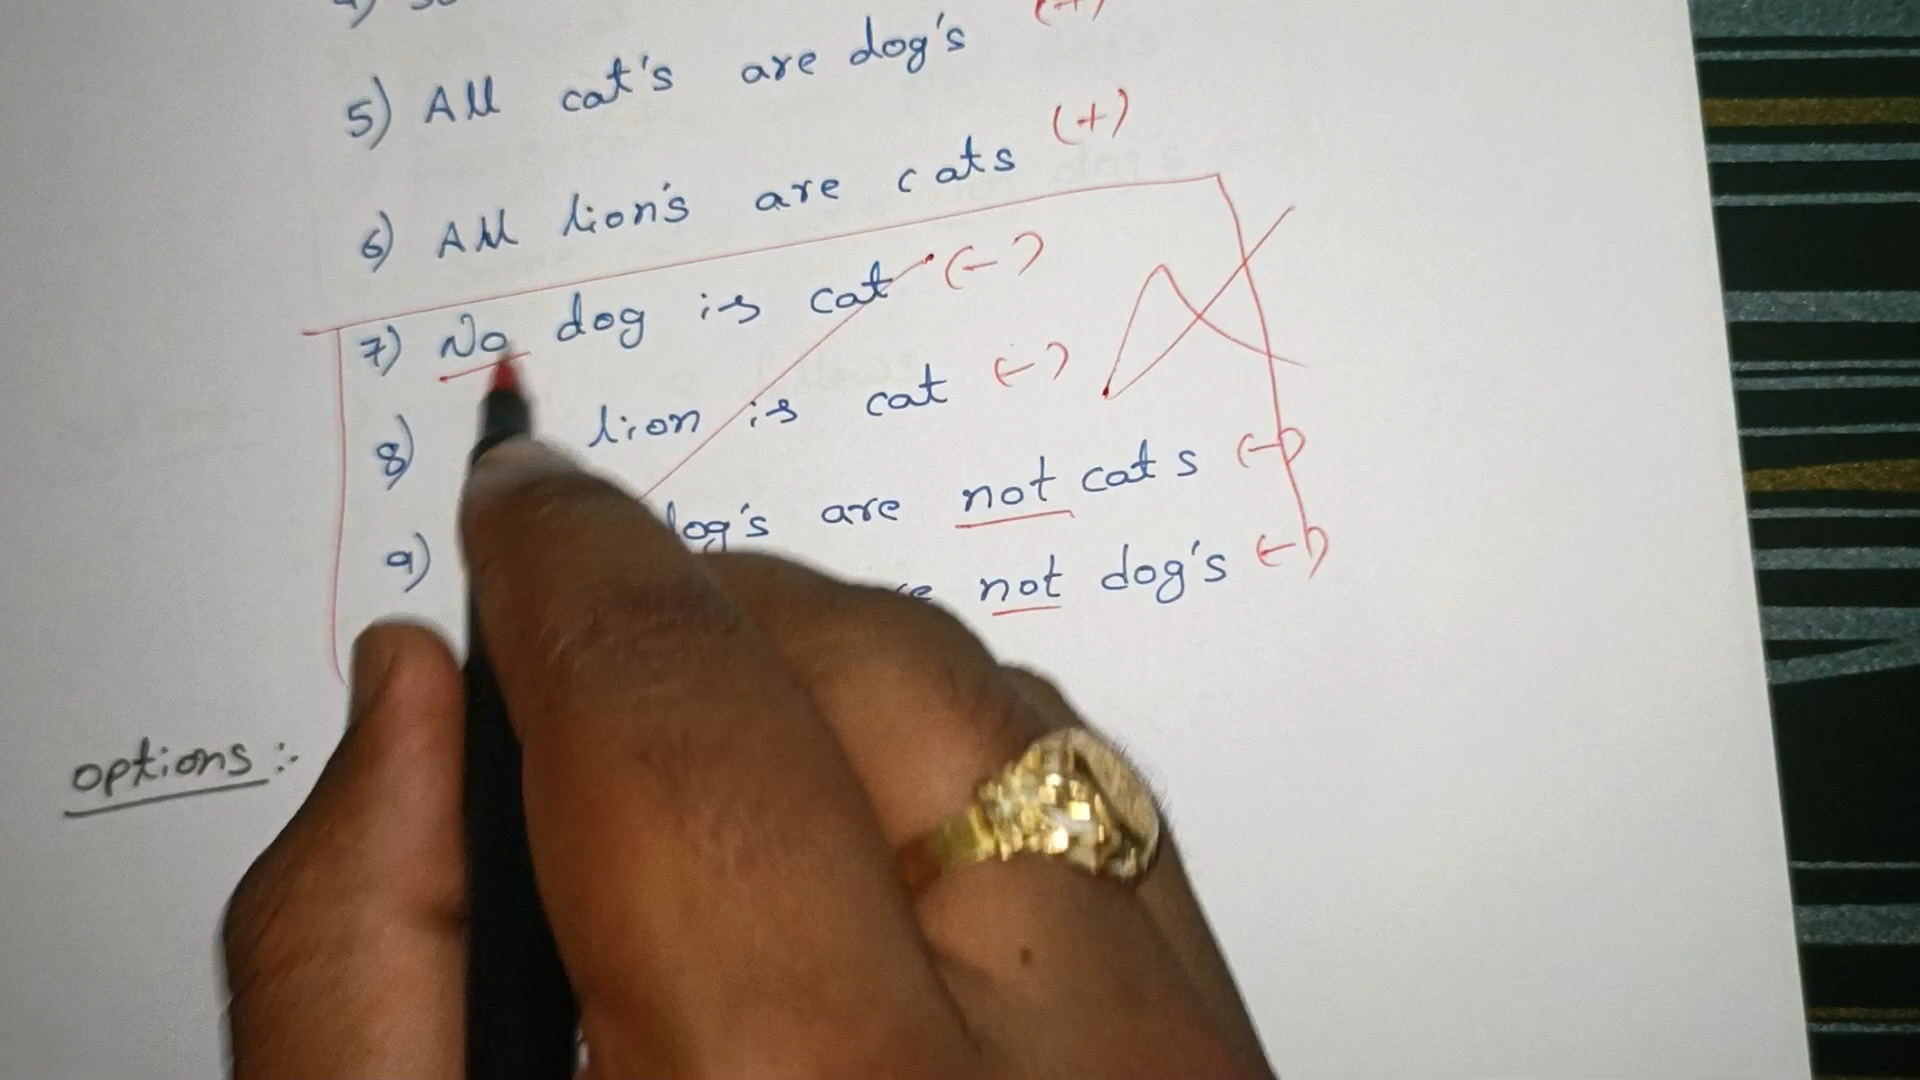 5) All cat's are dog's (+)
6) All lion's are cats (+)
7) No dog is cat (-)
8) lion is cat (-)
9) dog's are not cats (-)
not dog's (-)
options :-